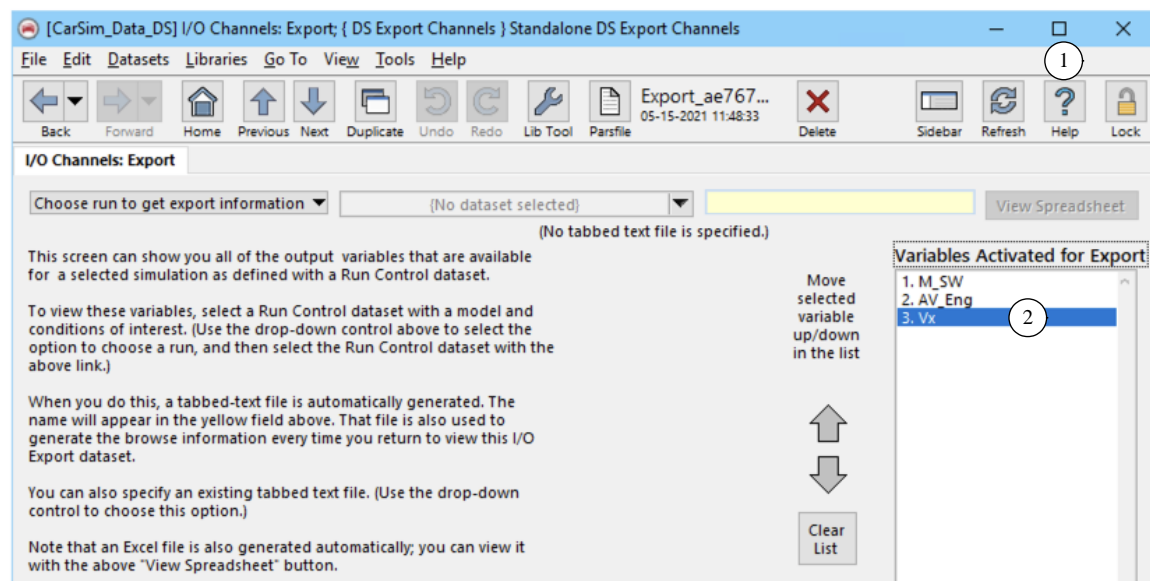 [CarSim_Data_DS] I/O Channels: Export; { DS Export Channels } Standalone DS Export Channels
File Edit Datasets Libraries Go To View Tools Help
1
Export_ae767...
05-15-2021 11:48:33
Back Forward Home Previous Next Duplicate Undo Redo Lib Tool Parsfile Delete Sidebar Refresh Help Lock
I/O Channels: Export
Choose run to get export information {No dataset selected} View Spreadsheet
(No tabbed text file is specified.)
This screen can show you all of the output variables that are available
for a selected simulation as defined with a Run Control dataset.
To view these variables, select a Run Control dataset with a model and
conditions of interest. (Use the drop-down control above to select the
option to choose a run, and then select the Run Control dataset with the
above link.)
When you do this, a tabbed-text file is automatically generated. The
name will appear in the yellow field above. That file is also used to
generate the browse information every time you return to view this I/O
Export dataset.
You can also specify an existing tabbed text file. (Use the drop-down
control to choose this option.)
Note that an Excel file is also generated automatically; you can view it
with the above "View Spreadsheet" button.
Move
selected
variable
up/down
in the list
Clear
List
Variables Activated for Export
1. M_SW
2. AV_Eng
3. Vx
2